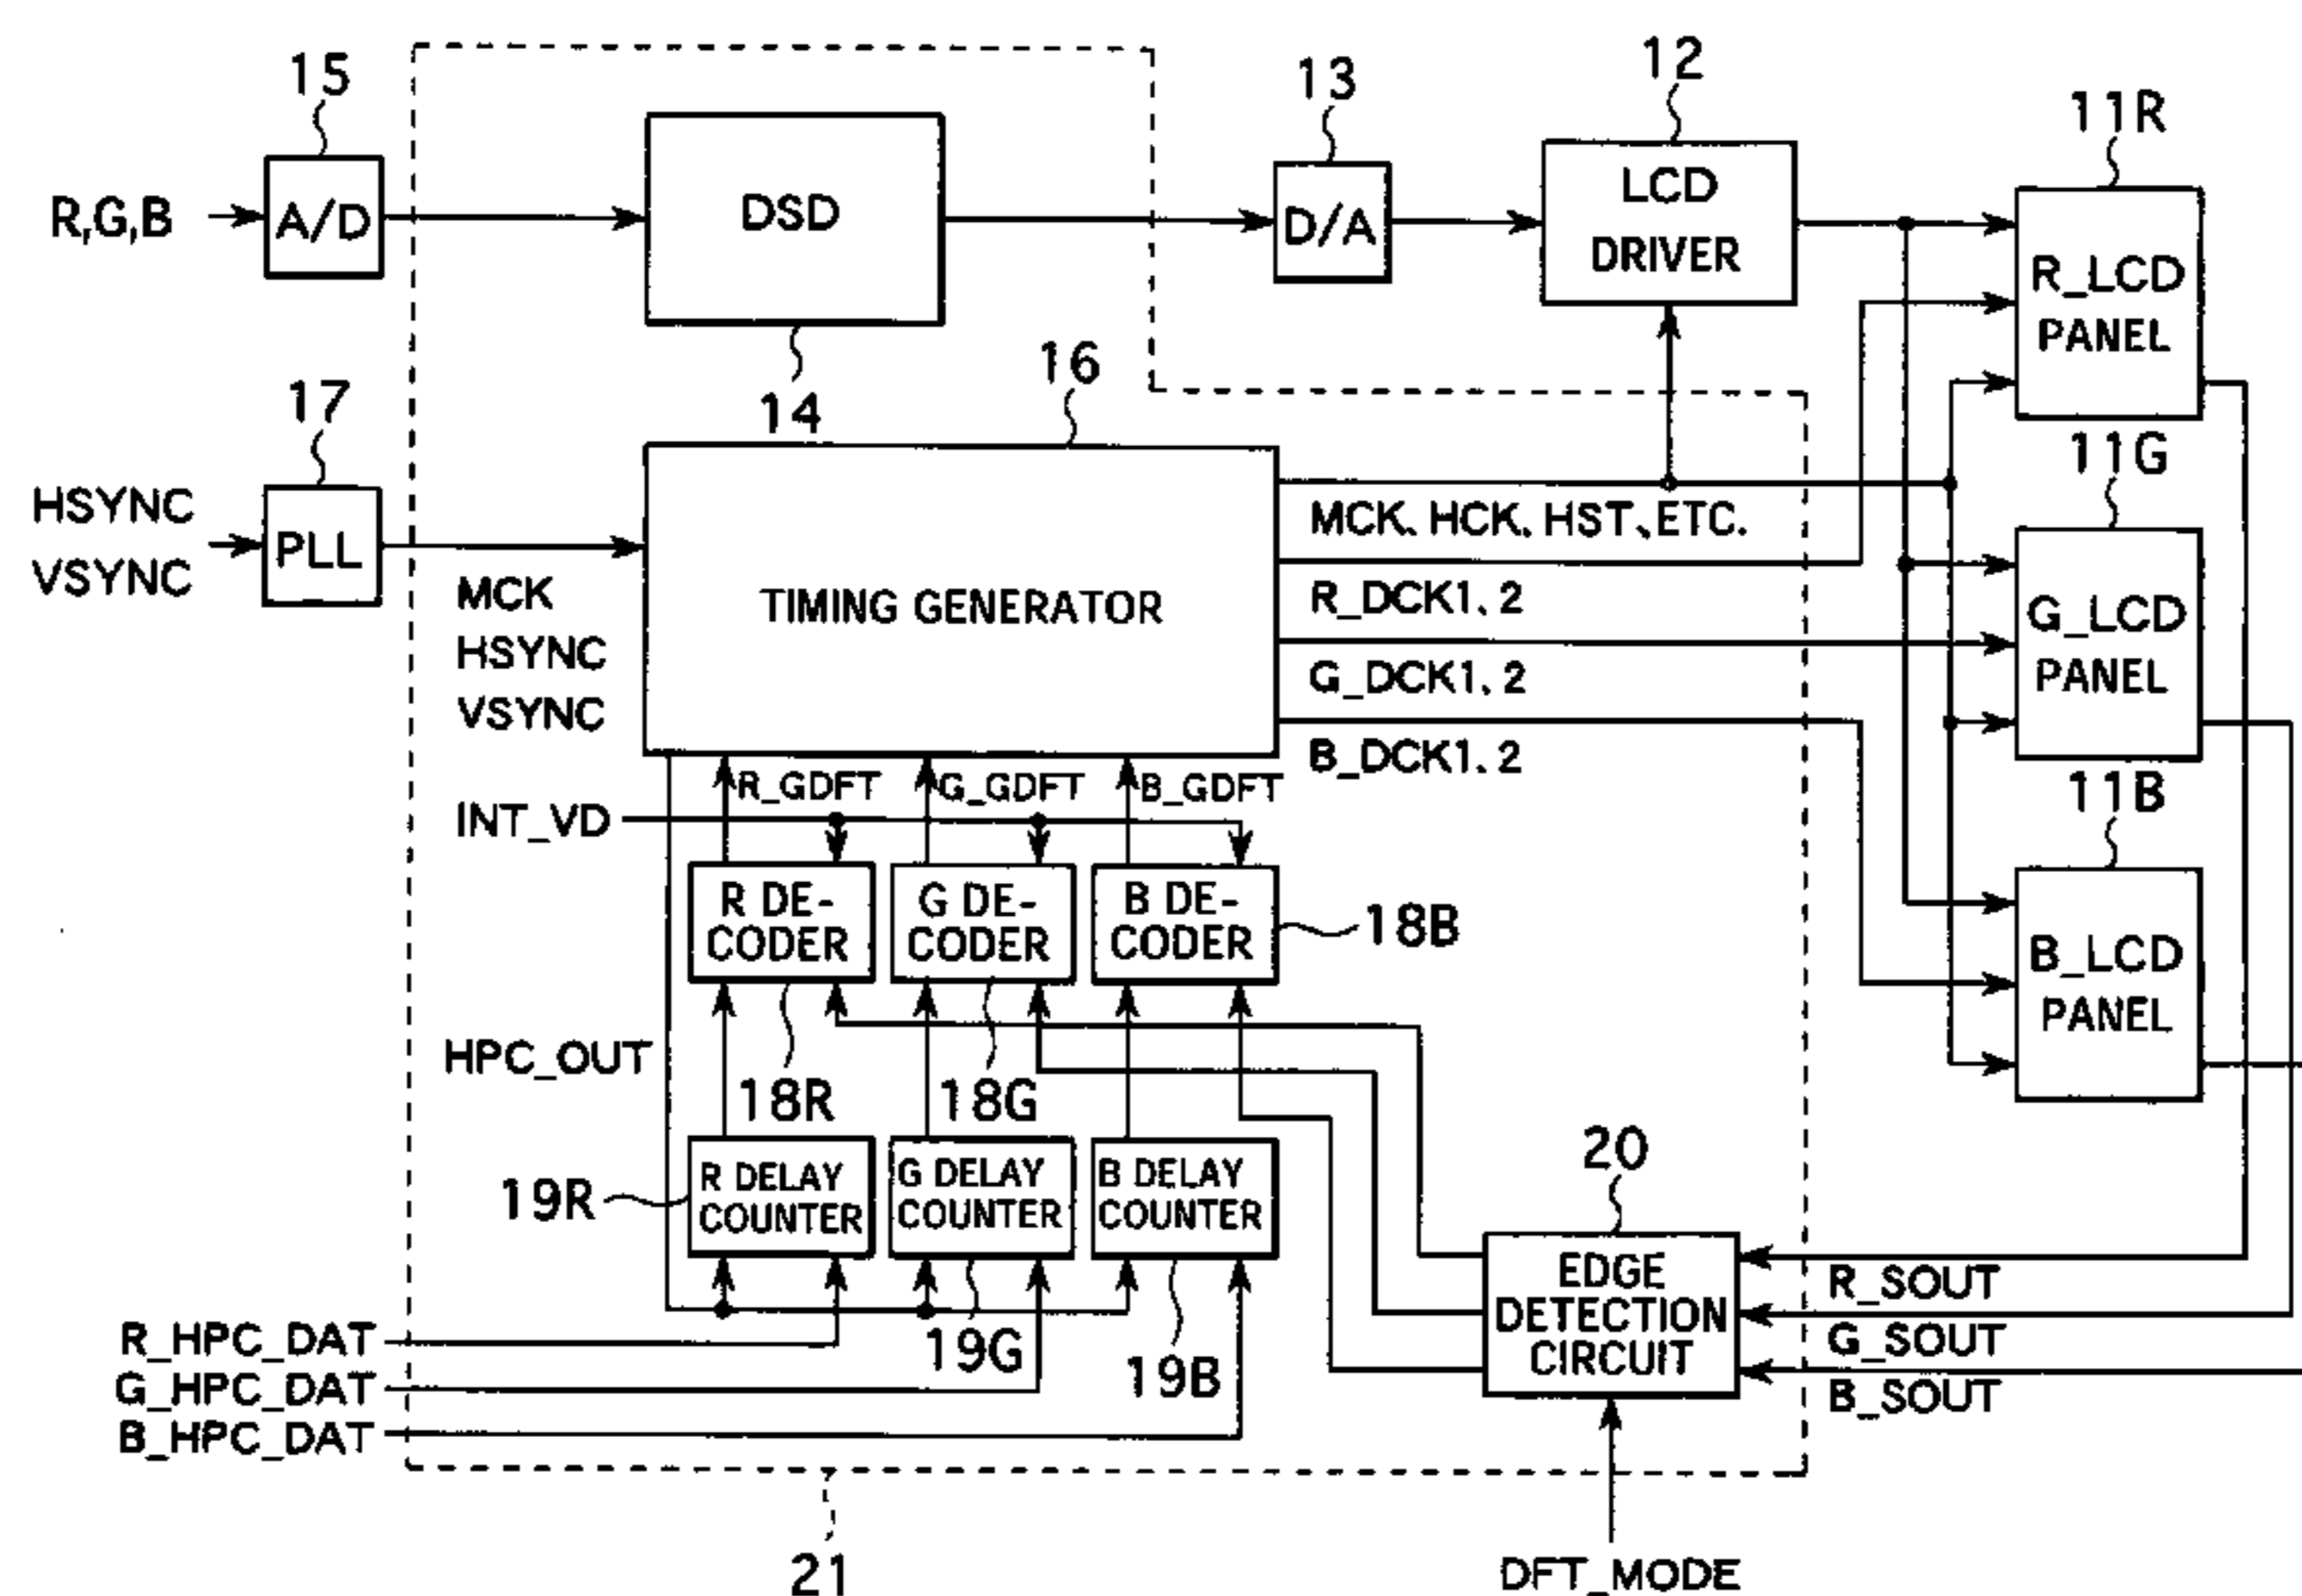 15
13
12
11R
R,G,B
A/D
DSD
D/A
LCD
DRIVER
R_LCD
PANEL
14
16
17
HSYNC
VSYNC
PLL
MCK
HSYNC
VSYNC
TIMING GENERATOR
MCK、HCK、HST、ETC.
R_DCK1、2
G_DCK1、2
B_DCK1、2
11G
G_LCD
PANEL
11B
B_LCD
PANEL
R_GDFT
G_GDFT
B_GDFT
INT_VD
R DE-
CODER
G DE-
CODER
B DE-
CODER
18B
HPC_OUT
18R
18G
19R
R DELAY
COUNTER
G DELAY
COUNTER
B DELAY
COUNTER
20
EDGE
DETECTION
CIRCUIT
R_SOUT
G_SOUT
B_SOUT
19G
19B
R_HPC_DAT
G_HPC_DAT
B_HPC_DAT
21
DFT_MODE